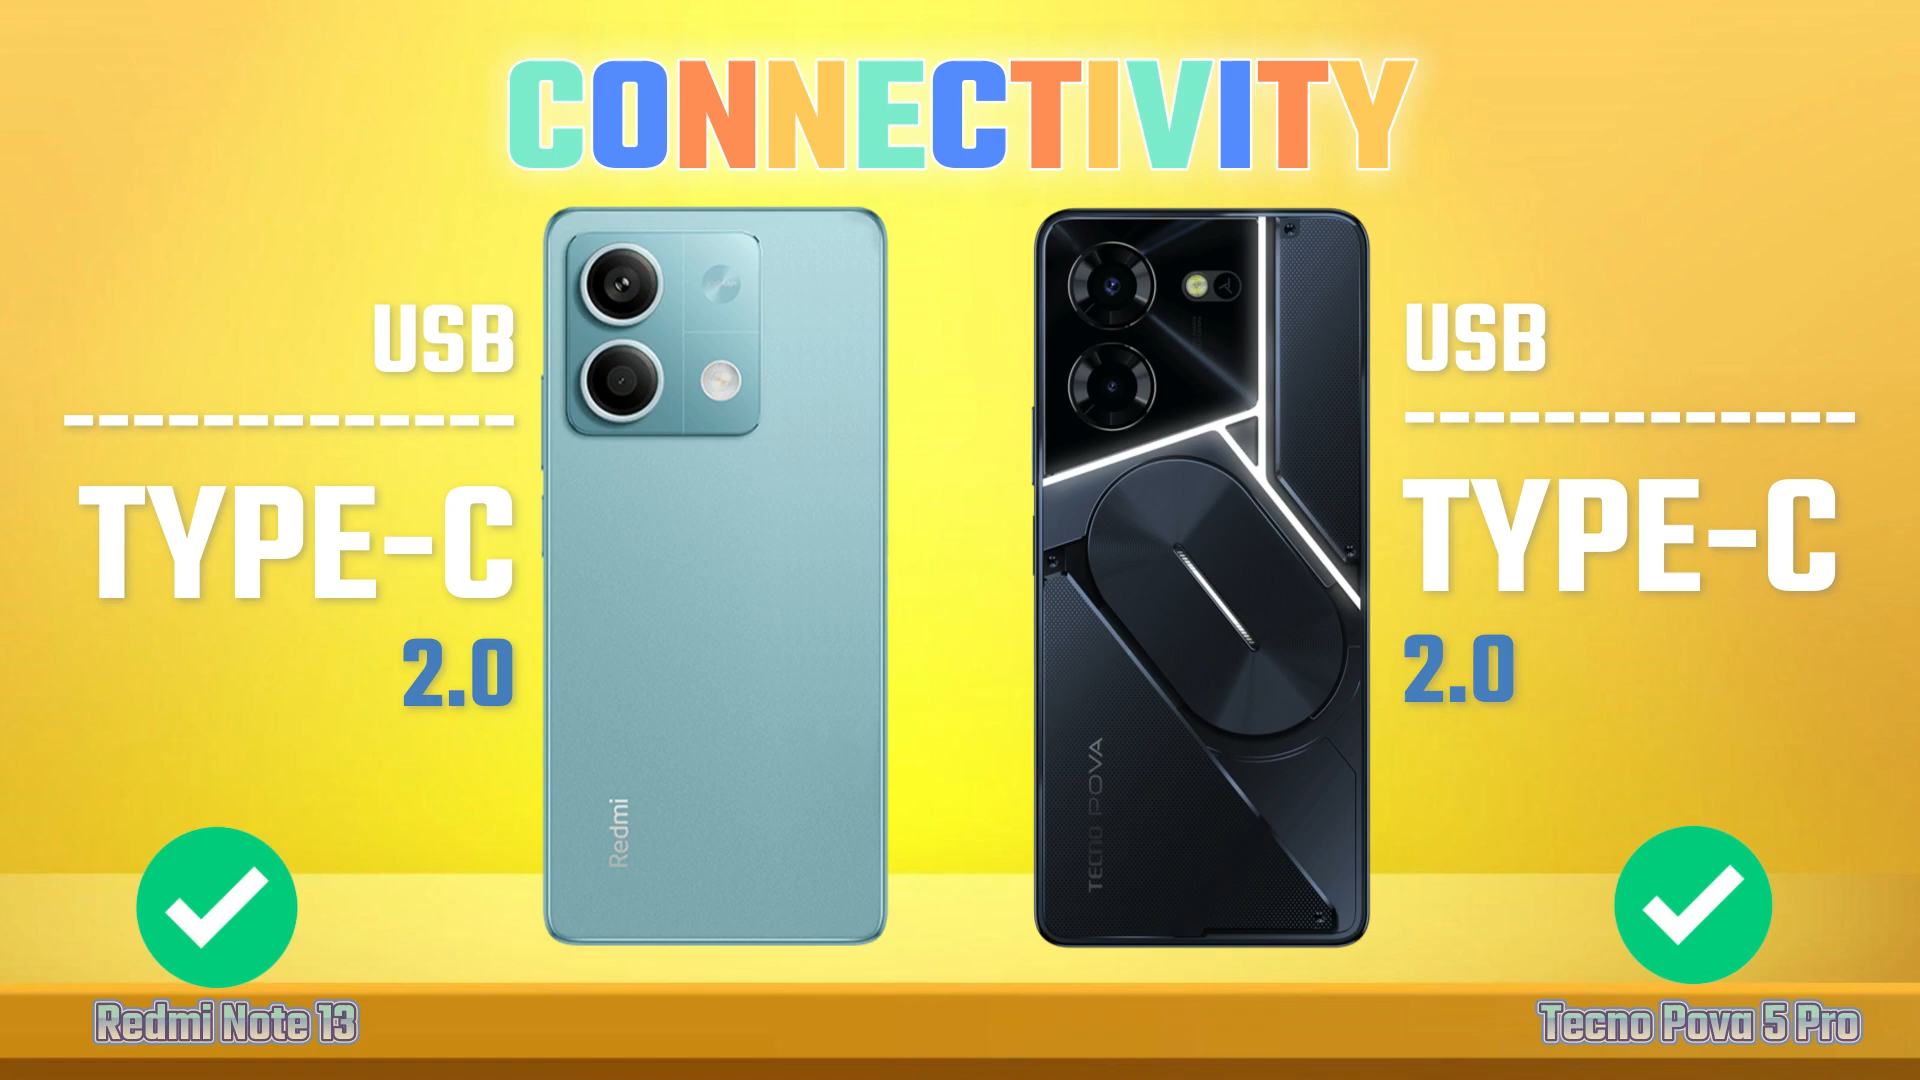 CONNECTIVITY
USB
TYPE-C
2.0
Redmi
Redmi Note 13
USB
TYPE-C
2.0
TECNO POVA
Tecno Pova 5 Pro